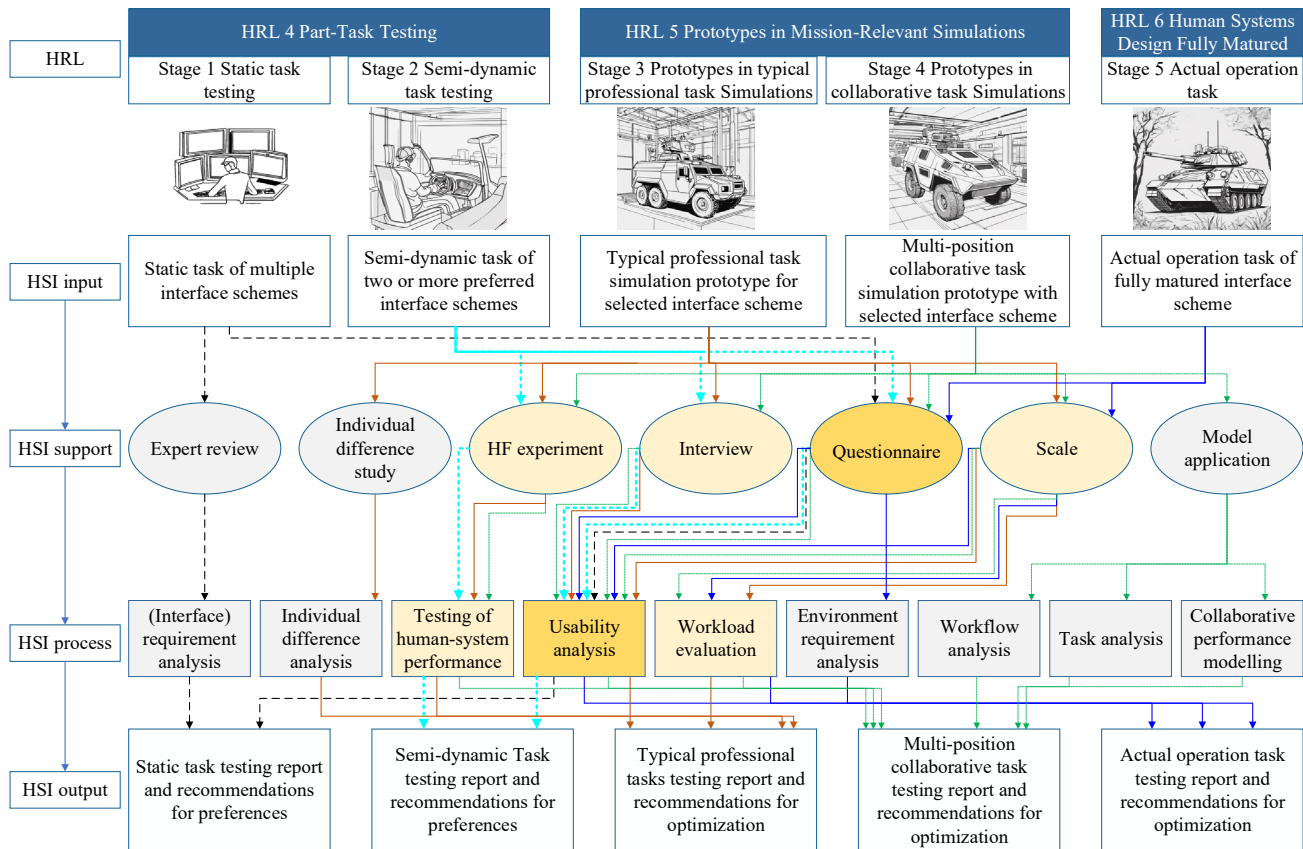 HRL
HRL 4 Part-Task Testing
HRL 5 Prototypes in Mission-Relevant Simulations
HRL 6 Human Systems
Design Fully Matured
Stage 1 Static task
testing
Stage 2 Semi-dynamic
task testing
Stage 3 Prototypes in typical
professional task Simulations
Stage 4 Prototypes in
collaborative task Simulations
Stage 5 Actual operation
task
HSI input
Static task of multiple
interface schemes
Semi-dynamic task of
two or more preferred
interface schemes
Typical professional task
simulation prototype for
selected interface scheme
Multi-position
collaborative task
simulation prototype with
selected interface scheme
Actual operation task of
fully matured interface
scheme
HSI support
Expert review
Individual
difference
study
HF experiment
Interview
Questionnaire
Scale
Model
application
HSI process
(Interface)
requirement
analysis
Individual
difference
analysis
Testing of
human-system
performance
Usability
analysis
Workload
evaluation
Environment
requirement
analysis
Workflow
analysis
Task analysis
Collaborative
performance
modelling
HSI output
Static task testing report
and recommendations
for preferences
Semi-dynamic Task
testing report and
recommendations for
preferences
Typical professional
tasks testing report and
recommendations for
optimization
Multi-position
collaborative task
testing report and
recommendations for
optimization
Actual operation task
testing report and
recommendations for
optimization